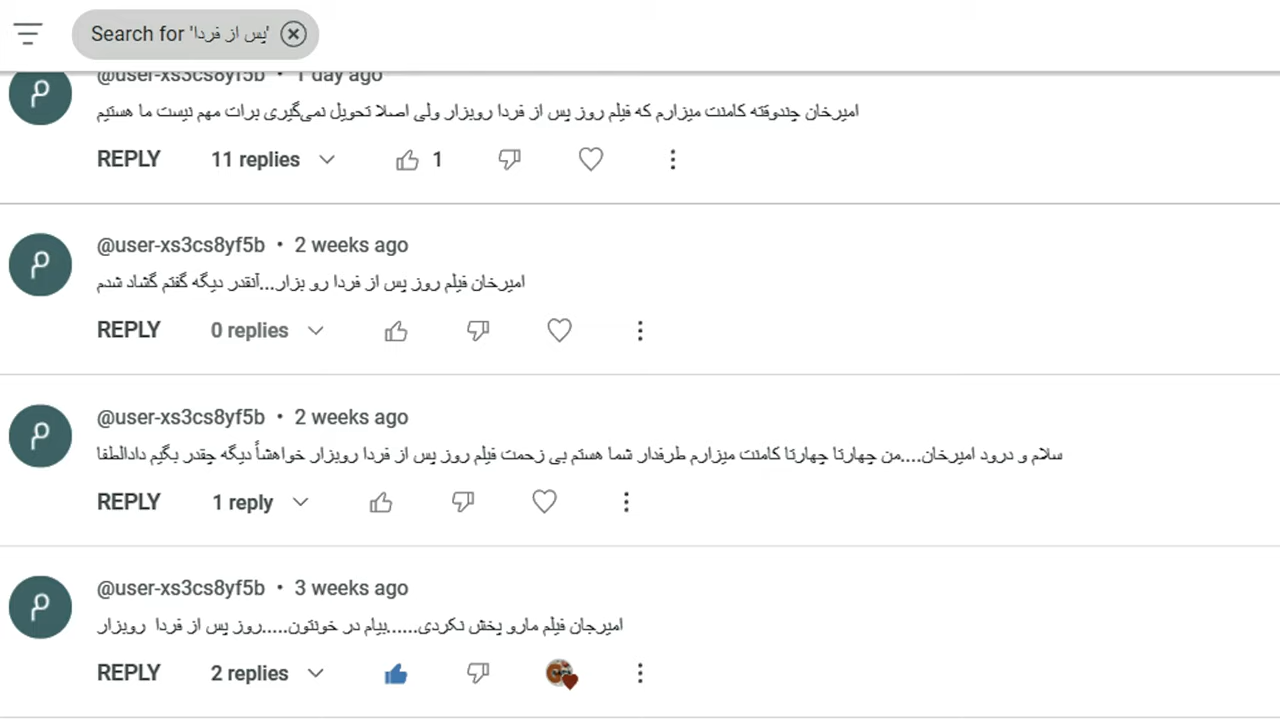 Search for 'پس از فردا'
@user-xs3cs8yf5b • 1 day ago
امیرخان چندوقته کامنت میزارم که فیلم روز پس از فردا روبزار ولی اصلا تحویل نمی‌گیری برات مهم نیست ما هستیم
REPLY 11 replies 1
@user-xs3cs8yf5b • 2 weeks ago
امیرخان فیلم روز پس از فردا رو بزار...آنقدر دیگه گفتم گشاد شدم
REPLY 0 replies
@user-xs3cs8yf5b • 2 weeks ago
سلام و درود امیرخان....من چهارتا چهارتا کامنت میزارم طرفدار شما هستم بی زحمت فیلم روز پس از فردا روبزار خواهشاً دیگه چقدر بگیم دادالطفا
REPLY 1 reply
@user-xs3cs8yf5b • 3 weeks ago
امیرجان فیلم مارو پخش نکردی......بیام در خونتون.....روز پس از فردا  روبزار
REPLY 2 replies
م
م
م
م